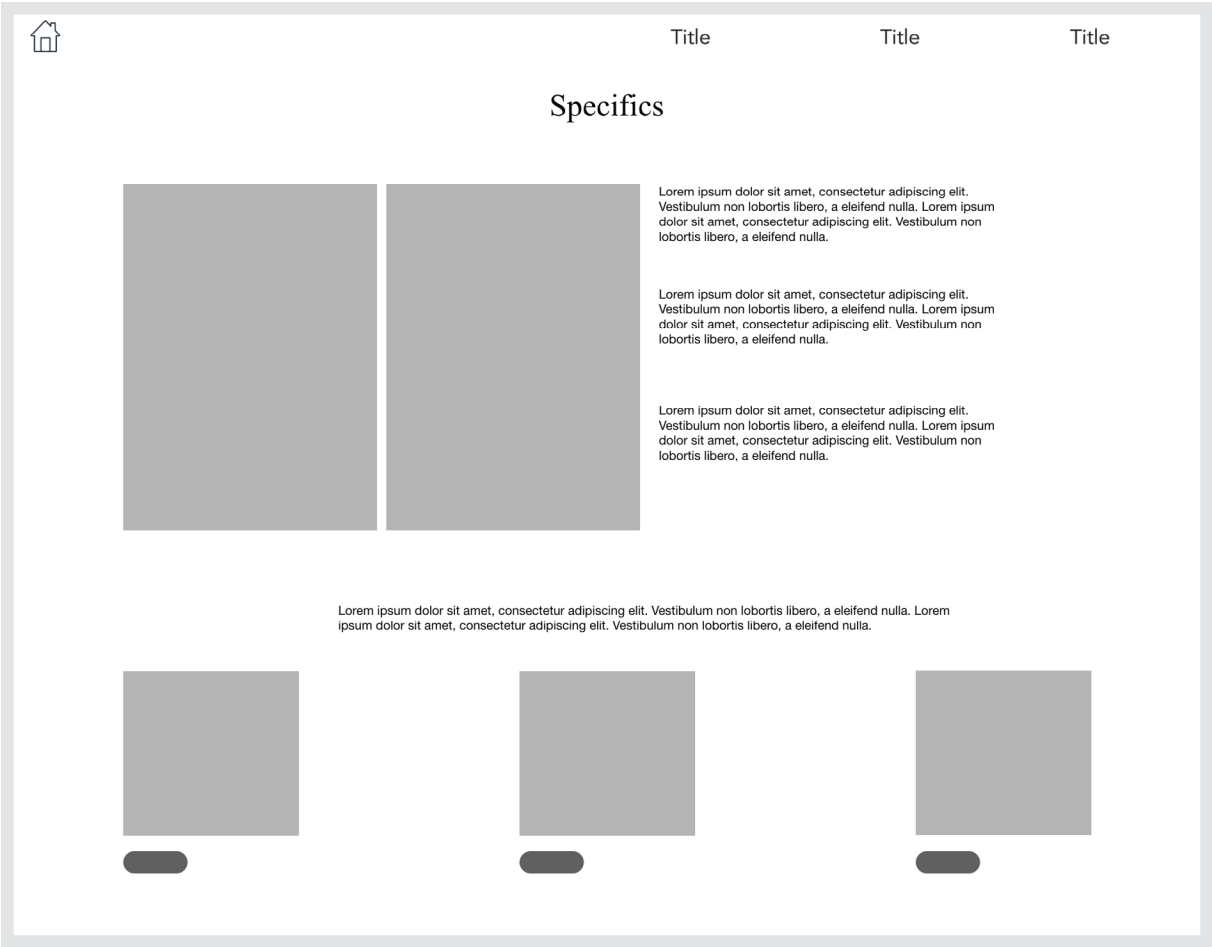 Title
Title
Title
Specifics
Lorem ipsum dolor sit amet, consectetur adipiscing elit.
Vestibulum non lobortis libero, a eleifend nulla. Lorem ipsum
dolor sit amet, consectetur adipiscing elit. Vestibulum non
lobortis libero, a eleifend nulla.
Lorem ipsum dolor sit amet, consectetur adipiscing elit.
Vestibulum non lobortis libero, a eleifend nulla. Lorem ipsum
dolor sit amet, consectetur adipiscing elit. Vestibulum non
lobortis libero, a eleifend nulla.
Lorem ipsum dolor sit amet, consectetur adipiscing elit.
Vestibulum non lobortis libero, a eleifend nulla. Lorem ipsum
dolor sit amet, consectetur adipiscing elit. Vestibulum non
lobortis libero, a eleifend nulla.
Lorem ipsum dolor sit amet, consectetur adipiscing elit. Vestibulum non lobortis libero, a eleifend nulla. Lorem
ipsum dolor sit amet, consectetur adipiscing elit. Vestibulum non lobortis libero, a eleifend nulla.